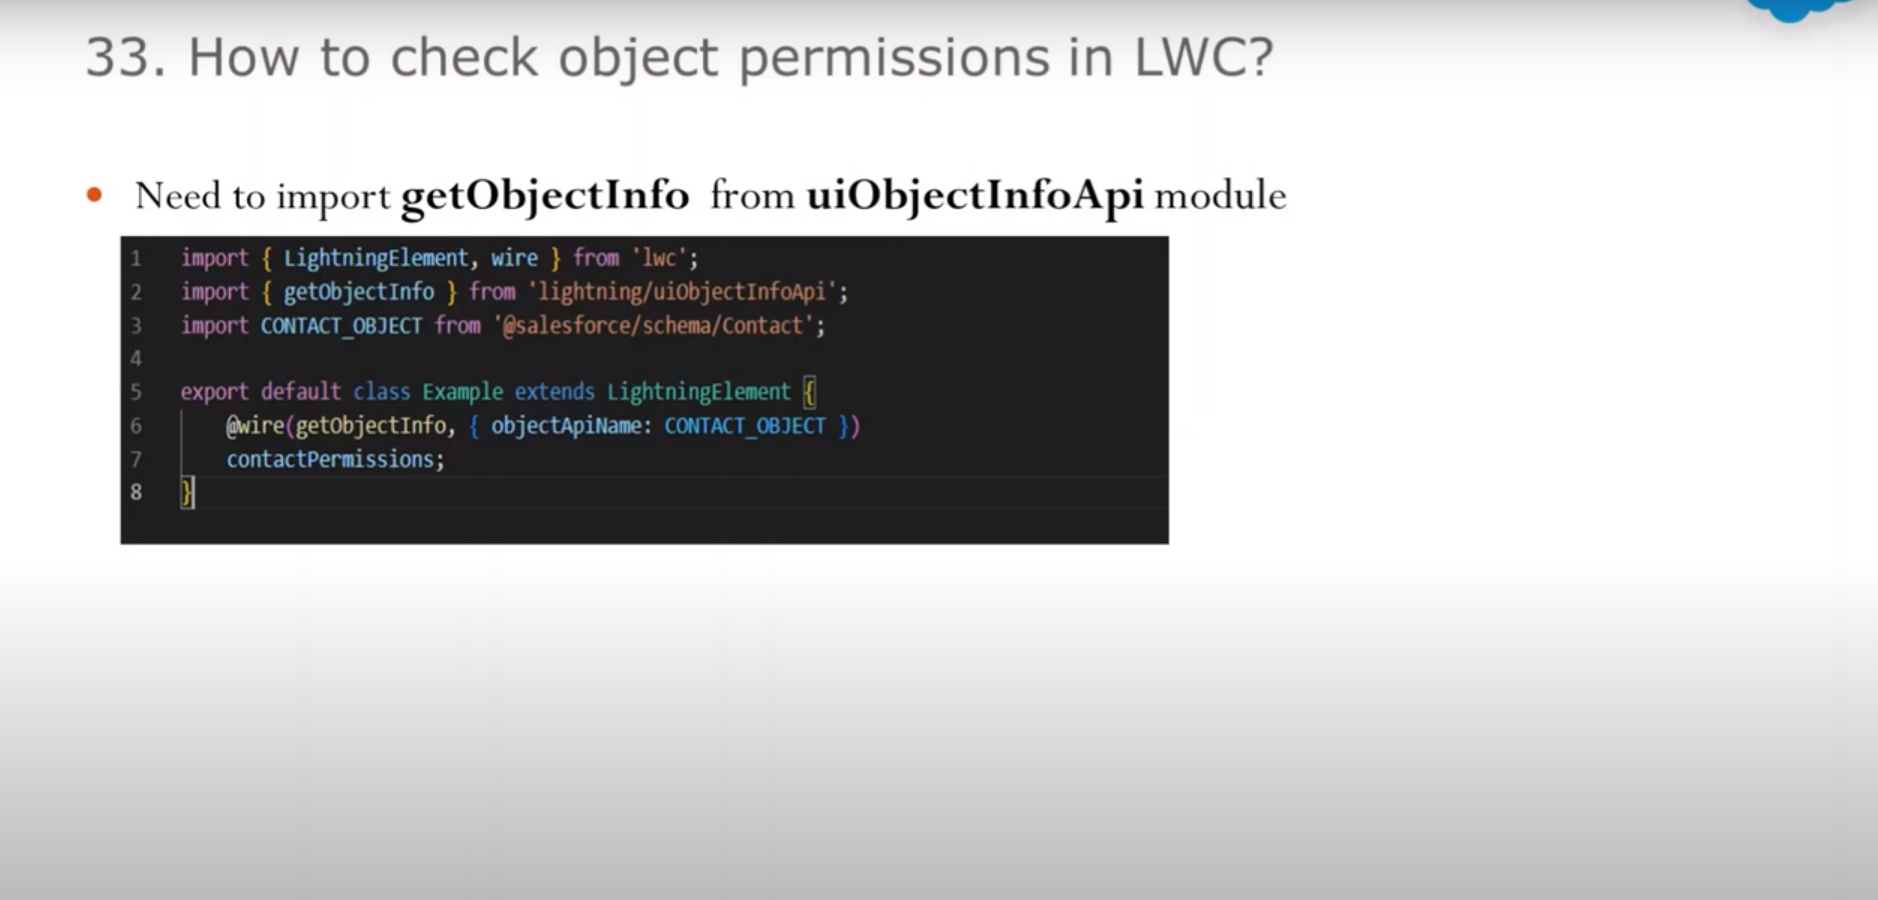 33. How to check object permissions in LWC?
• Need to import getObjectInfo from uiObjectInfoApi module
1 import { LightningElement, wire } from 'lwc';
2 import { getObjectInfo } from 'lightning/uiObjectInfoApi';
3 import CONTACT_OBJECT from '@salesforce/schema/Contact';
4
5 export default class Example extends LightningElement {
6 @wire(getObjectInfo, { objectApiName: CONTACT_OBJECT })
7 contactPermissions;
8 }